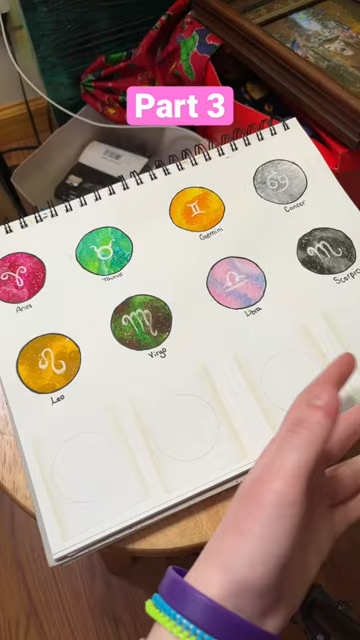 Part 3
Aries
Taurus
Gemini
Cancer
Leo
Virgo
Libra
Scorpio